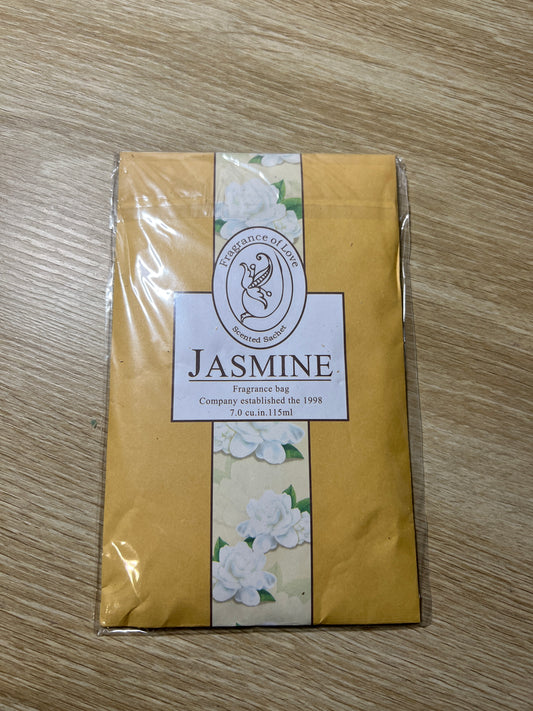 Fragrance of Love
Scented Sachet
JASMINE
Fragrance bag
Company established the 1998
7.0 cu.in.115ml